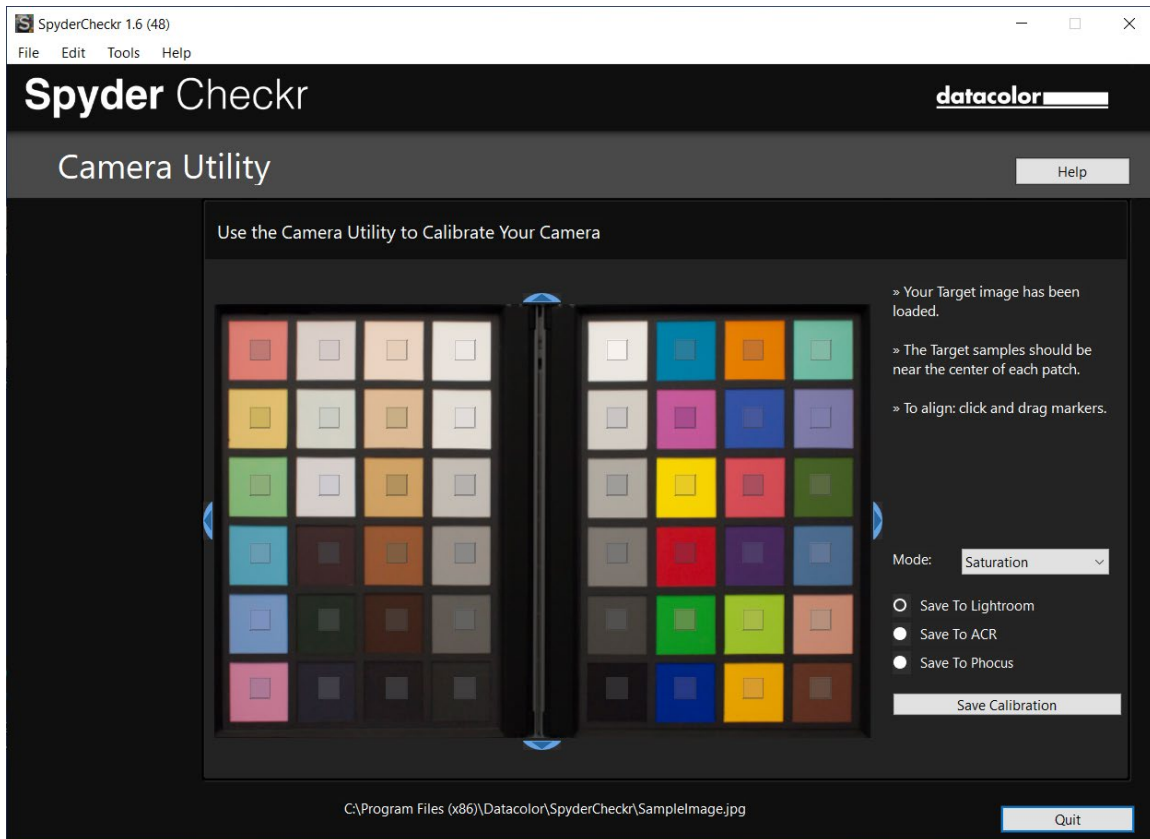 SpyderCheckr 1.6 (48)
File Edit Tools Help
Spyder Checkr
datacolor
Camera Utility
Help
Use the Camera Utility to Calibrate Your Camera
» Your Target image has been
loaded.
» The Target samples should be
near the center of each patch.
» To align: click and drag markers.
Mode: Saturation
Save To Lightroom
Save To ACR
Save To Phocus
Save Calibration
C:\Program Files (x86)\Datacolor\SpyderCheckr\SampleImage.jpg
Quit